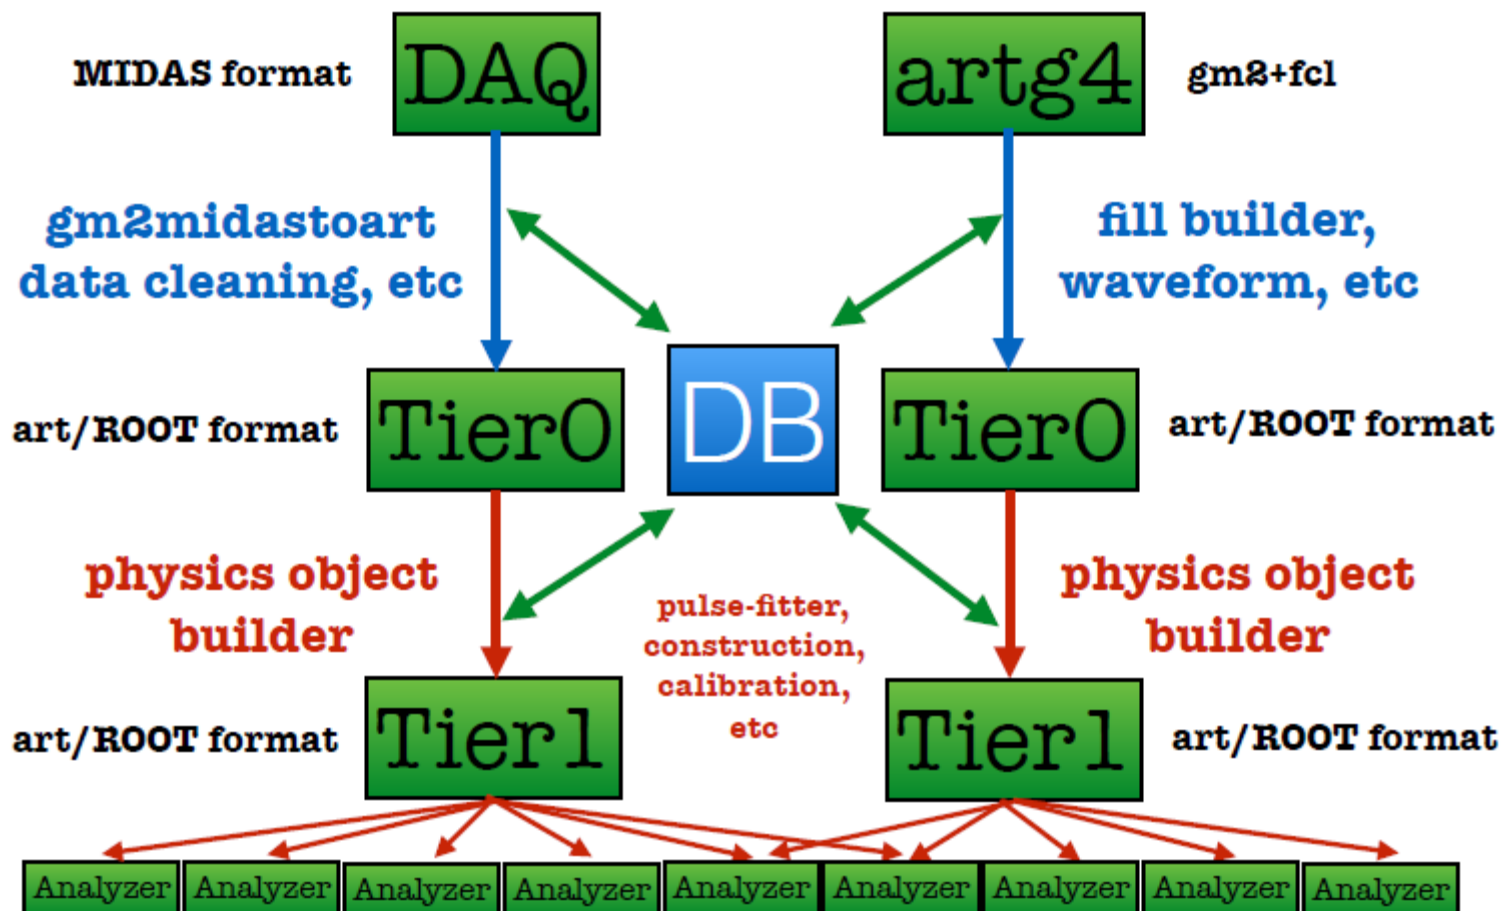 MIDAS format
DAQ
artg4
gm2+fcl
gm2midastoart
data cleaning, etc
fill builder,
waveform, etc
art/ROOT format
Tier0
DB
Tier0
art/ROOT format
physics object
builder
pulse-fitter,
construction,
calibration,
etc
physics object
builder
art/ROOT format
Tier1
Tier1
art/ROOT format
Analyzer
Analyzer
Analyzer
Analyzer
Analyzer
Analyzer
Analyzer
Analyzer
Analyzer